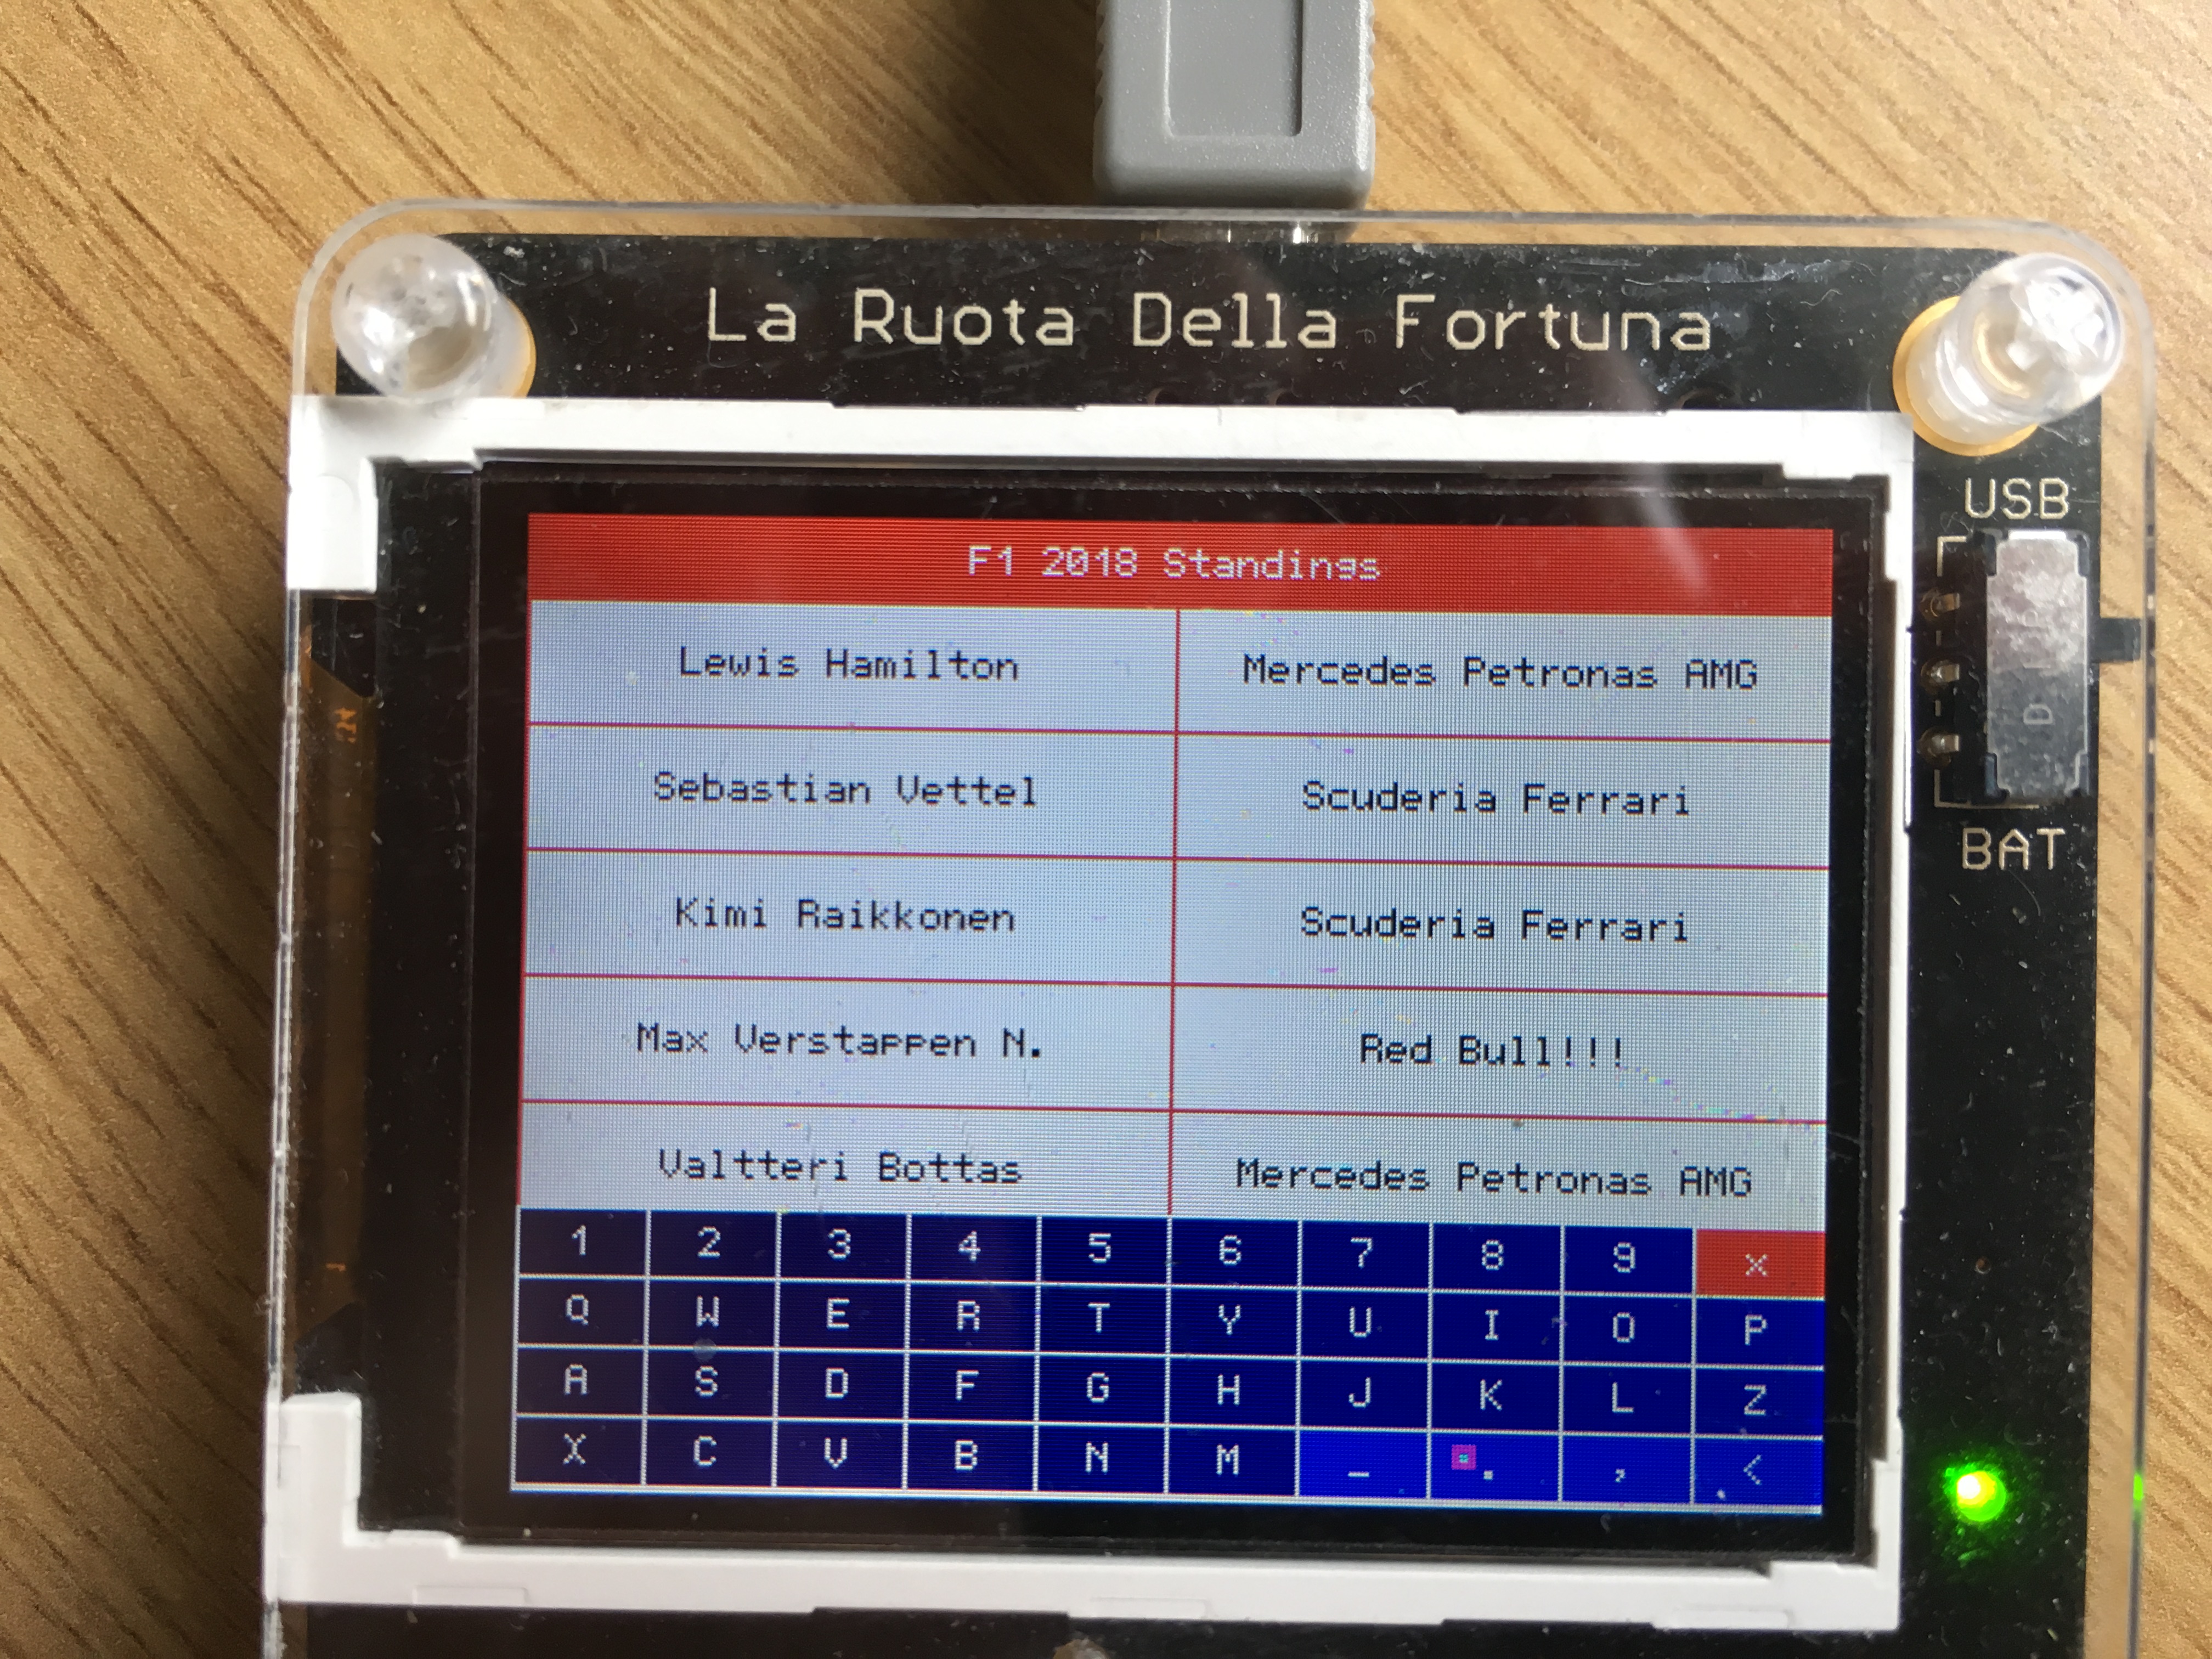 La Ruota Della Fortuna
USB
BAT
F1 2018 Standings
Lewis Hamilton Mercedes Petronas AMG
Sebastian Vettel Scuderia Ferrari
Kimi Raikkonen Scuderia Ferrari
Max Verstappen N. Red Bull!!!
Valtteri Bottas Mercedes Petronas AMG
1 2 3 4 5 6 7 8 9 x
Q W E R T Y U I O P
A S D F G H J K L Z
X C V B N M _ . , <